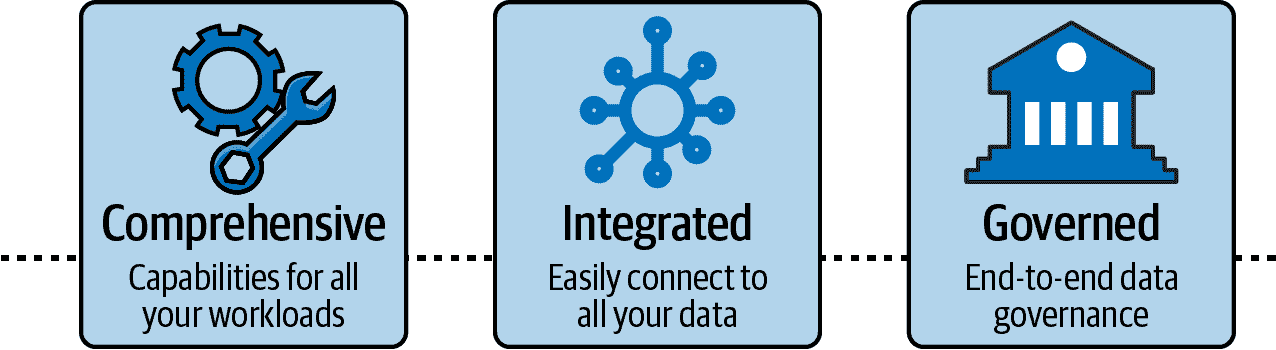 Comprehensive
Capabilities for all
your workloads
Integrated
Easily connect to
all your data
Governed
End-to-end data
governance